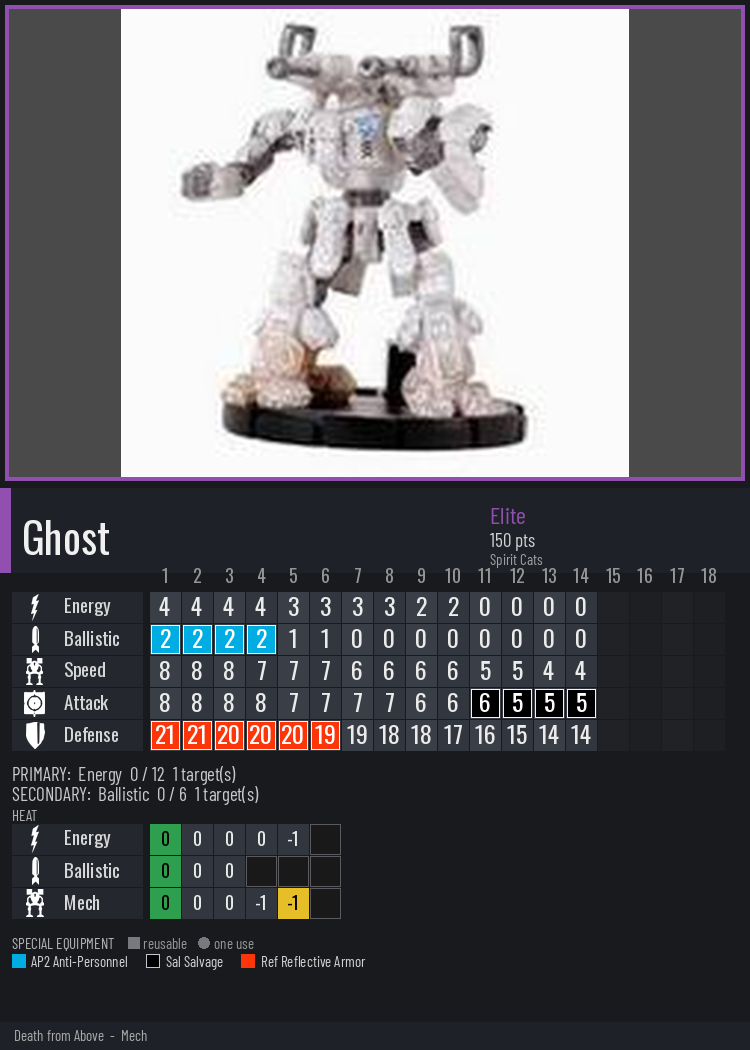 Ghost
Elite
150 pts
Spirit Cats
1 2 3 4 5 6 7 8 9 10 11 12 13 14 15 16 17 18
Energy 4 4 4 4 3 3 3 3 2 2 0 0 0 0
Ballistic 2 2 2 2 1 1 0 0 0 0 0 0 0 0
Speed 8 8 8 7 7 7 6 6 6 6 5 5 4 4
Attack 8 8 8 8 7 7 7 7 6 6 6 5 5 5
Defense 21 21 20 20 20 19 19 18 18 17 16 15 14 14
PRIMARY: Energy 0 / 12 1 target(s)
SECONDARY: Ballistic 0 / 6 1 target(s)
HEAT
Energy 0 0 0 0 -1
Ballistic 0 0 0
Mech 0 0 0 -1 -1
SPECIAL EQUIPMENT reusable one use
AP2 Anti-Personnel Sal Salvage Ref Reflective Armor
Death from Above - Mech